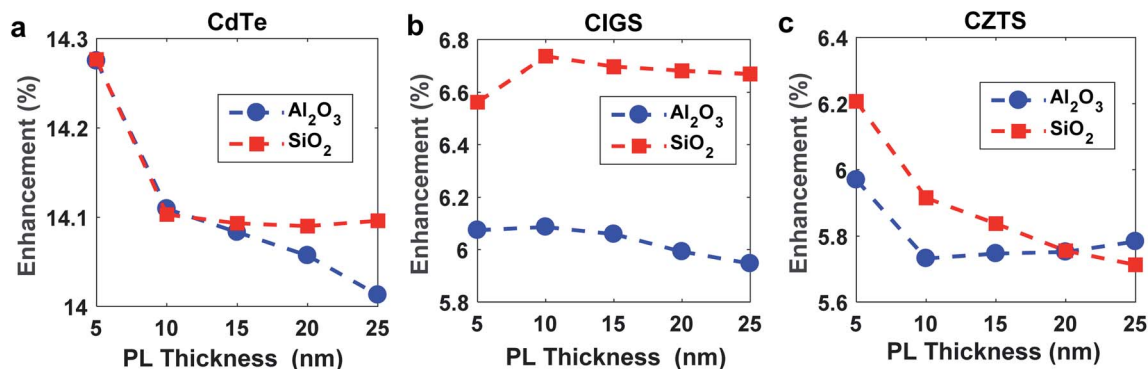 a
CdTe
14.3
14.2
14.1
14
Enhancement (%)
Al2O3
SiO2
5 10 15 20 25
PL Thickness (nm)
b
CIGS
6.8
6.6
6.4
6.2
6
5.8
Enhancement (%)
Al2O3
SiO2
5 10 15 20 25
PL Thickness (nm)
c
CZTS
6.4
6.2
6
5.8
5.6
Enhancement (%)
Al2O3
SiO2
5 10 15 20 25
PL Thickness (nm)